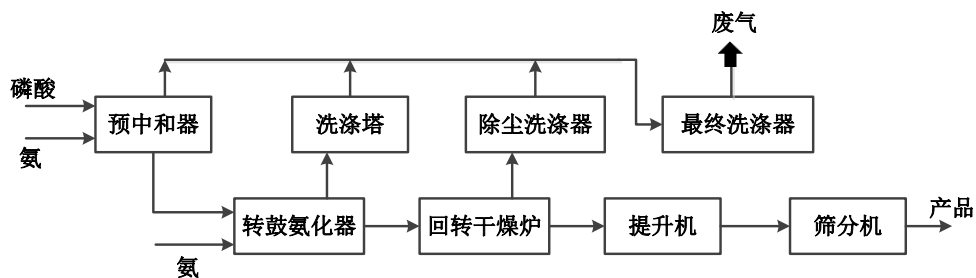 废气
磷酸
预中和器
洗涤塔
除尘洗涤器
最终洗涤器
氨
转鼓氨化器
回转干燥炉
提升机
筛分机
产品
氨